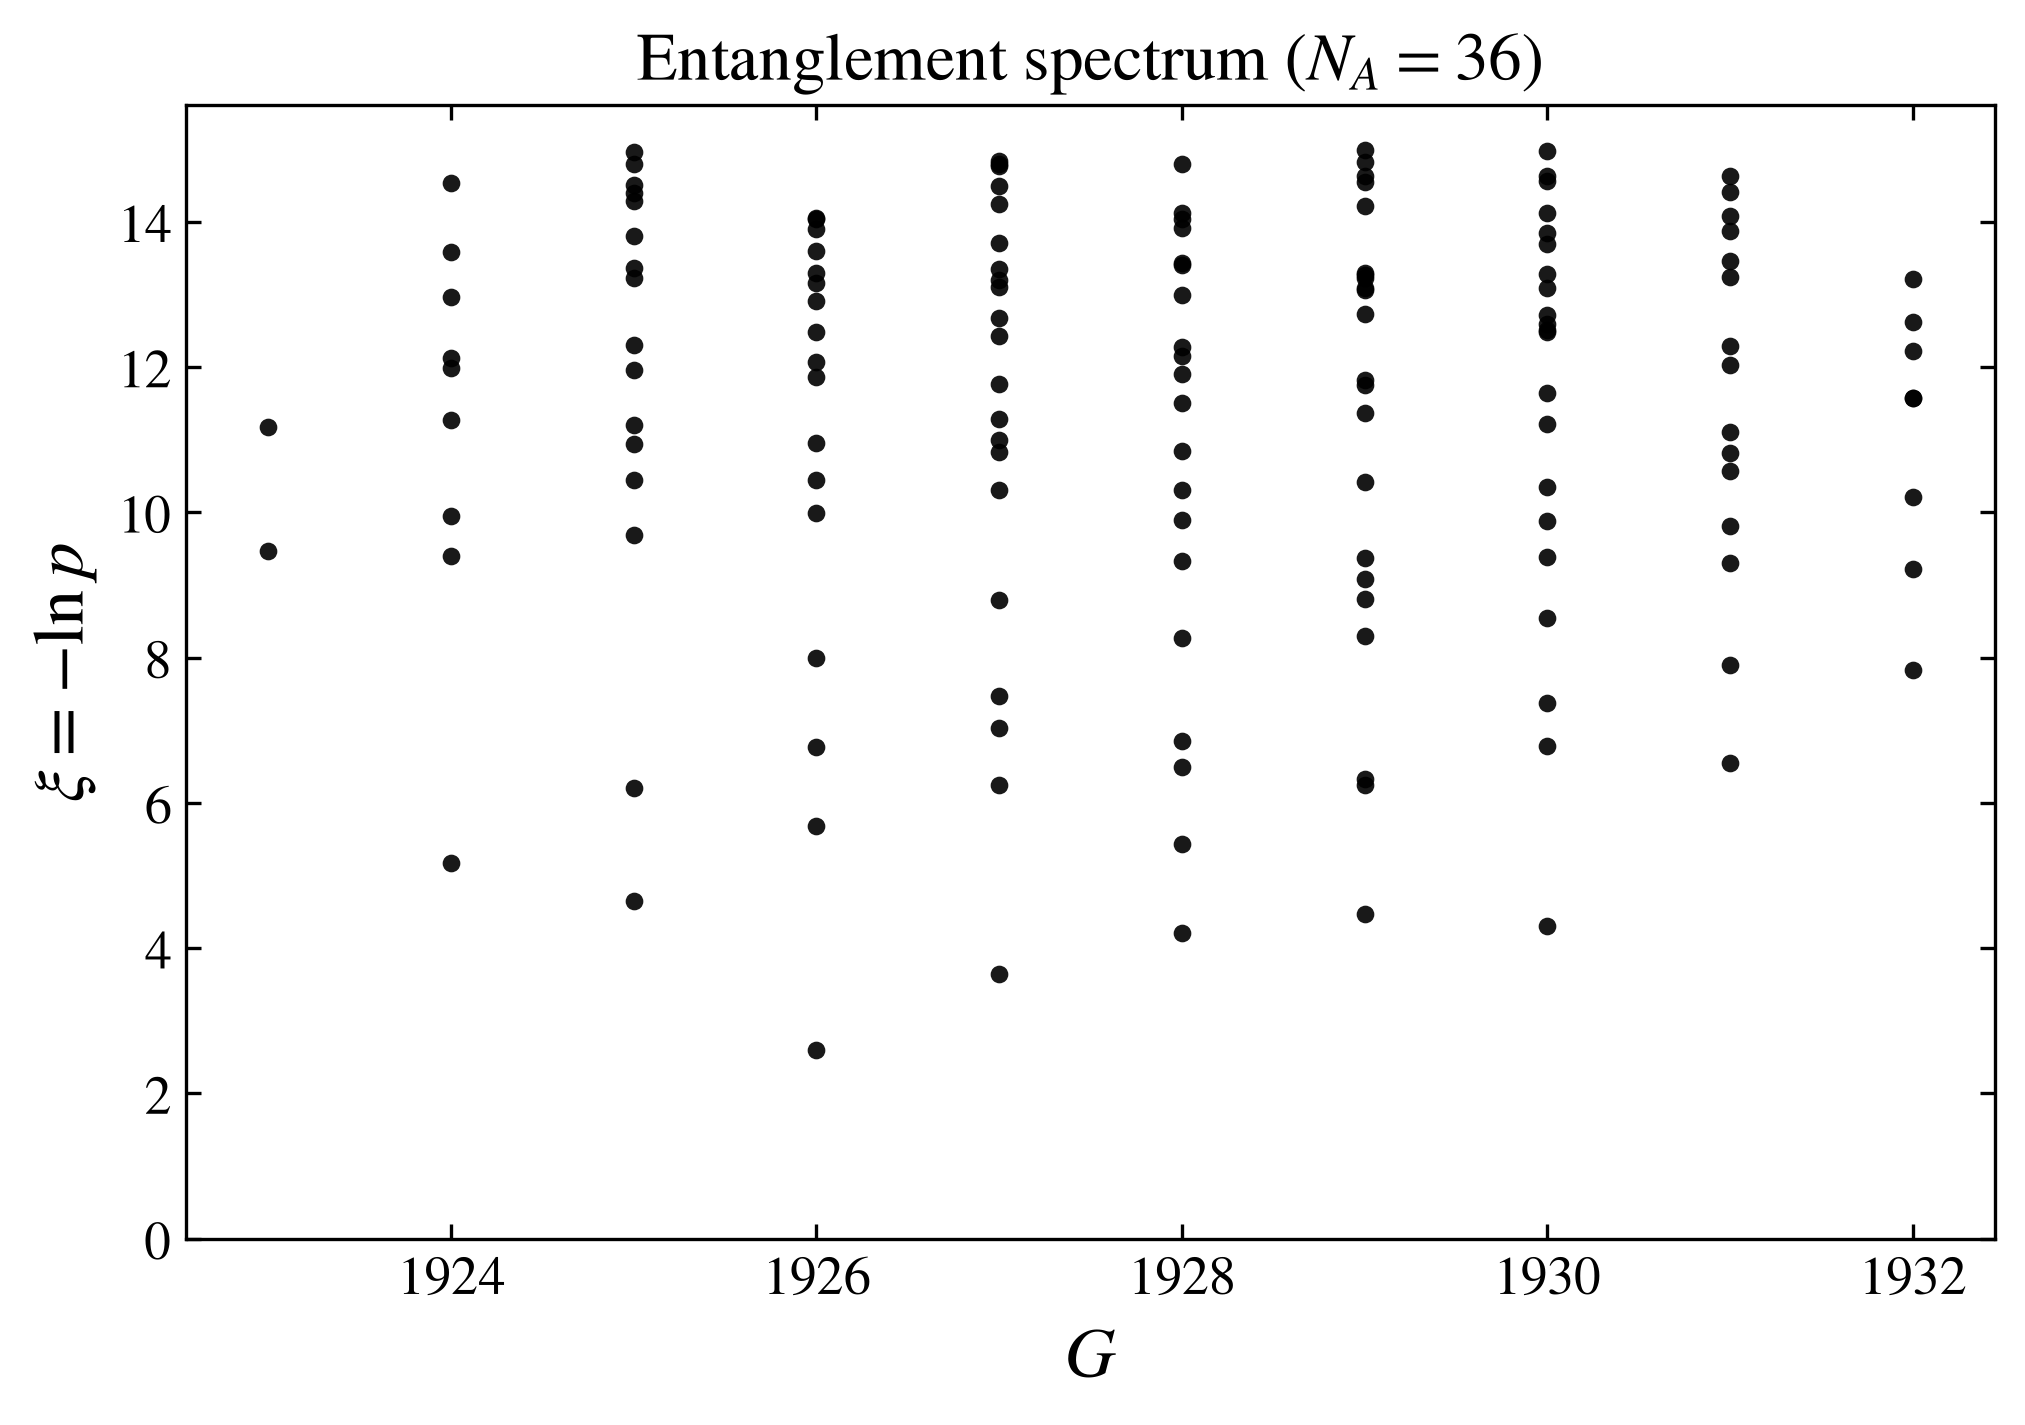 Entanglement spectrum (N_A = 36)
ξ = −ln p
14
12
10
8
6
4
2
0
1924 1926 1928 1930 1932
G